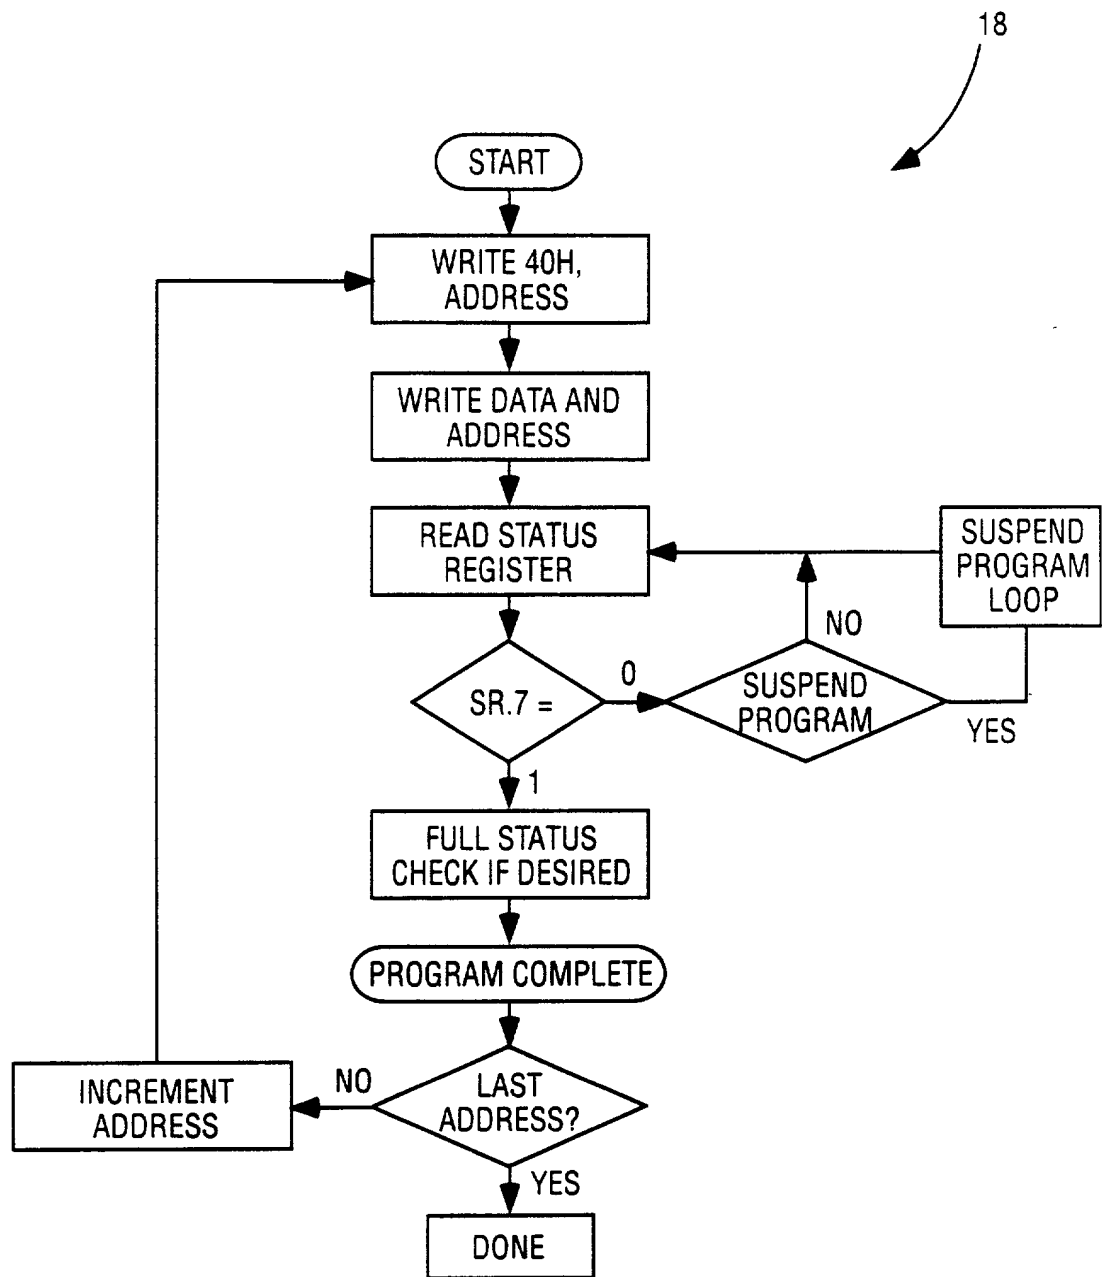 18
START
WRITE 40H,
ADDRESS
WRITE DATA AND
ADDRESS
READ STATUS
REGISTER
SUSPEND
PROGRAM
LOOP
NO
SR.7 =
0
SUSPEND
PROGRAM
YES
1
FULL STATUS
CHECK IF DESIRED
PROGRAM COMPLETE
LAST
ADDRESS?
NO
INCREMENT
ADDRESS
YES
DONE